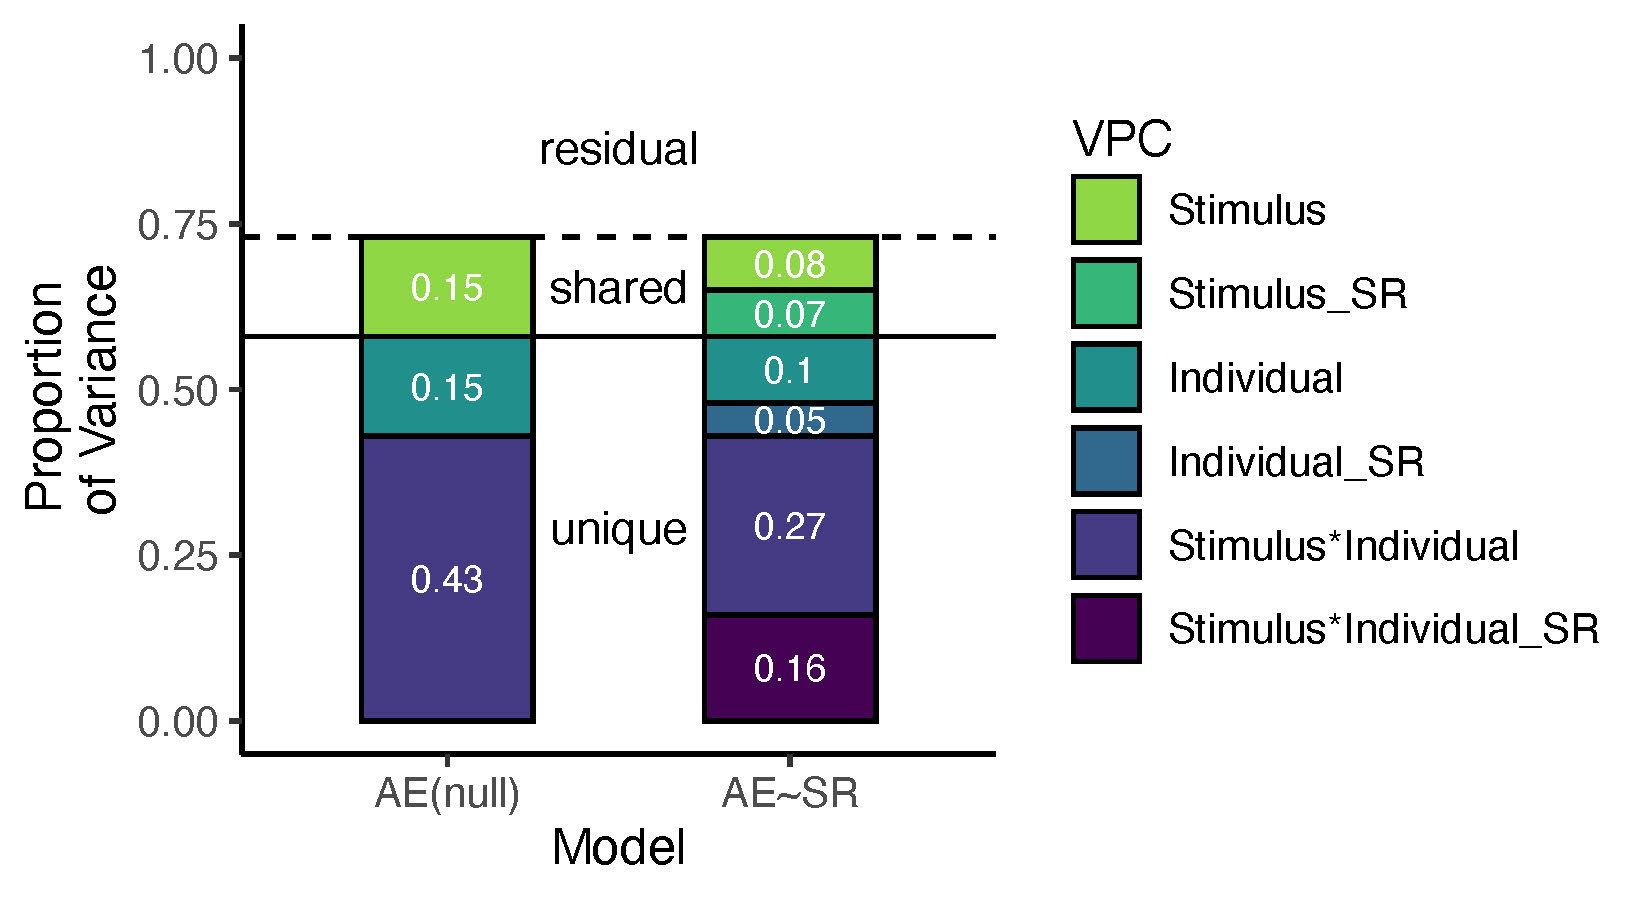 1.00
0.75
0.50
0.25
0.00
Proportion
of Variance
residual
shared
unique
0.15
0.15
0.43
0.08
0.07
0.1
0.05
0.27
0.16
AE(null)
AE~SR
Model
VPC
Stimulus
Stimulus_SR
Individual
Individual_SR
Stimulus*Individual
Stimulus*Individual_SR